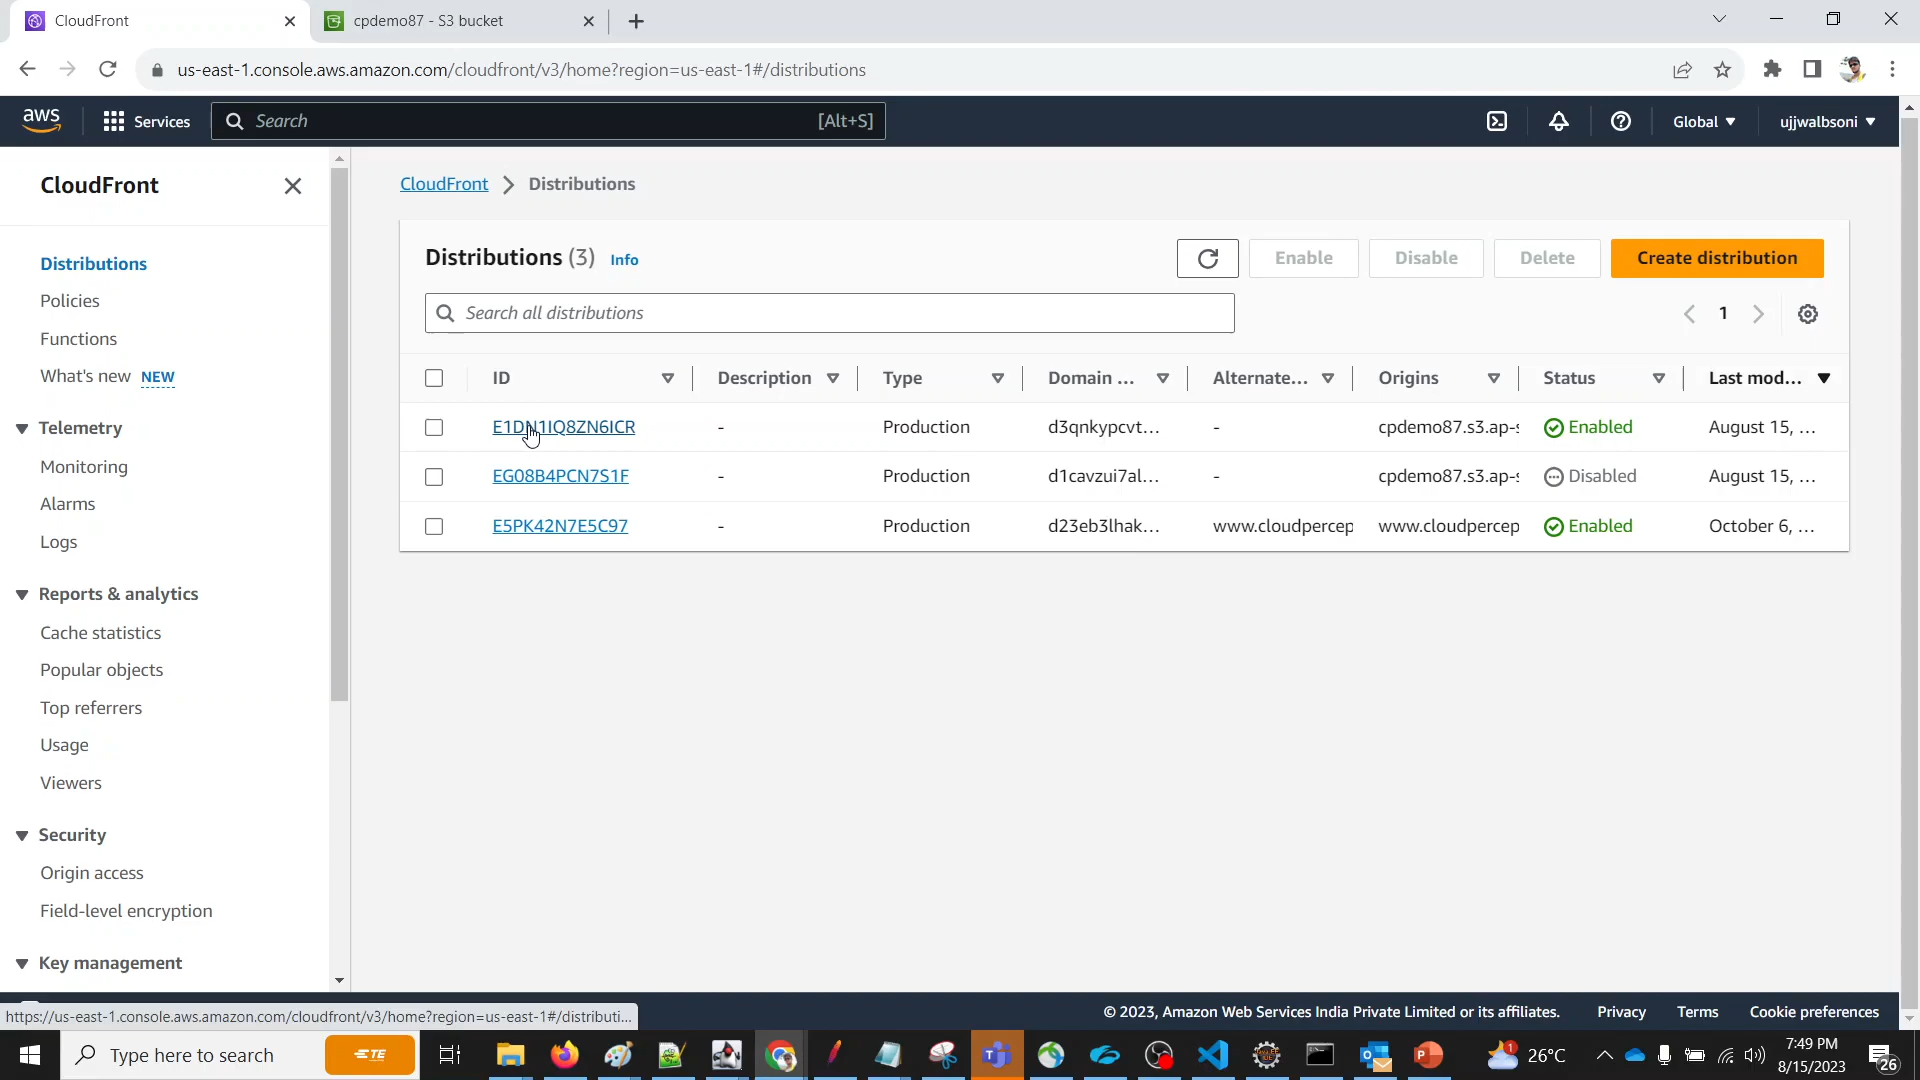 CloudFront
cpdemo87 - S3 bucket
us-east-1.console.aws.amazon.com/cloudfront/v3/home?region=us-east-1#/distributions
aws
Services
Search
[Alt+S]
Global
ujjwalbsoni
CloudFront
Distributions
Policies
Functions
What's new NEW
Telemetry
Monitoring
Alarms
Logs
Reports & analytics
Cache statistics
Popular objects
Top referrers
Usage
Viewers
Security
Origin access
Field-level encryption
Key management
CloudFront > Distributions
Distributions (3) Info
Enable
Disable
Delete
Create distribution
Search all distributions
1
ID Description Type Domain ... Alternate... Origins Status Last mod...
E1DN1IQ8ZN6ICR - Production d3qnkypcvt... - cpdemo87.s3.ap-s Enabled August 15, ...
EG08B4PCN7S1F - Production d1cavzui7al... - cpdemo87.s3.ap-s Disabled August 15, ...
E5PK42N7E5C97 - Production d23eb3lhak... www.cloudpercep www.cloudpercep Enabled October 6, ...
https://us-east-1.console.aws.amazon.com/cloudfront/v3/home?region=us-east-1#/distributi...
© 2023, Amazon Web Services India Private Limited or its affiliates.
Privacy
Terms
Cookie preferences
Type here to search
26°C
7:49 PM
8/15/2023
26